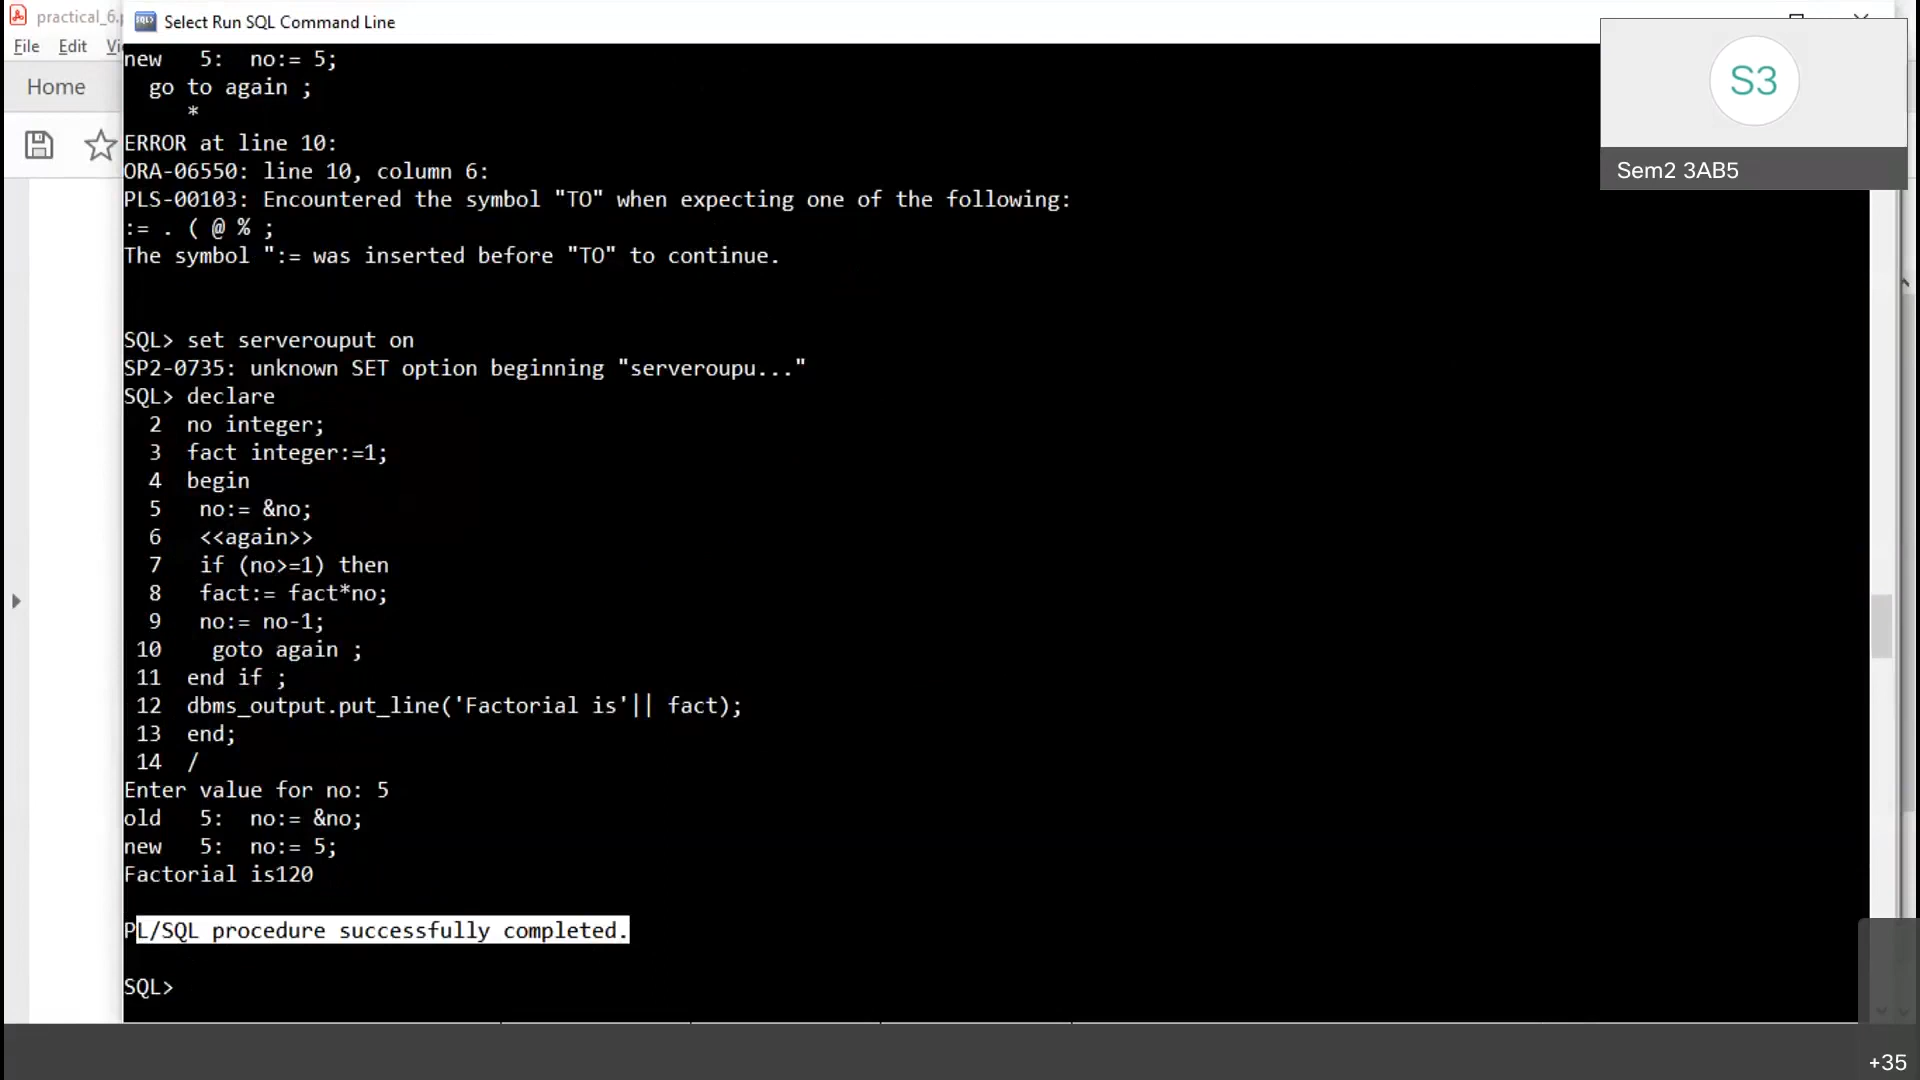 practical_6.p
Select Run SQL Command Line
File Edit Vi
Home
new   5:  no:= 5;
  go to again ;
     *
ERROR at line 10:
ORA-06550: line 10, column 6:
PLS-00103: Encountered the symbol "TO" when expecting one of the following:
:= . ( @ % ;
The symbol ":= was inserted before "TO" to continue.
SQL> set serverouput on
SP2-0735: unknown SET option beginning "serveroupu..."
SQL> declare
  2  no integer;
  3  fact integer:=1;
  4  begin
  5   no:= &no;
  6   <<again>>
  7   if (no>=1) then
  8   fact:= fact*no;
  9   no:= no-1;
 10    goto again ;
 11  end if ;
 12  dbms_output.put_line('Factorial is'|| fact);
 13  end;
 14  /
Enter value for no: 5
old   5:  no:= &no;
new   5:  no:= 5;
Factorial is120
PL/SQL procedure successfully completed.
SQL>
S3
Sem2 3AB5
+35